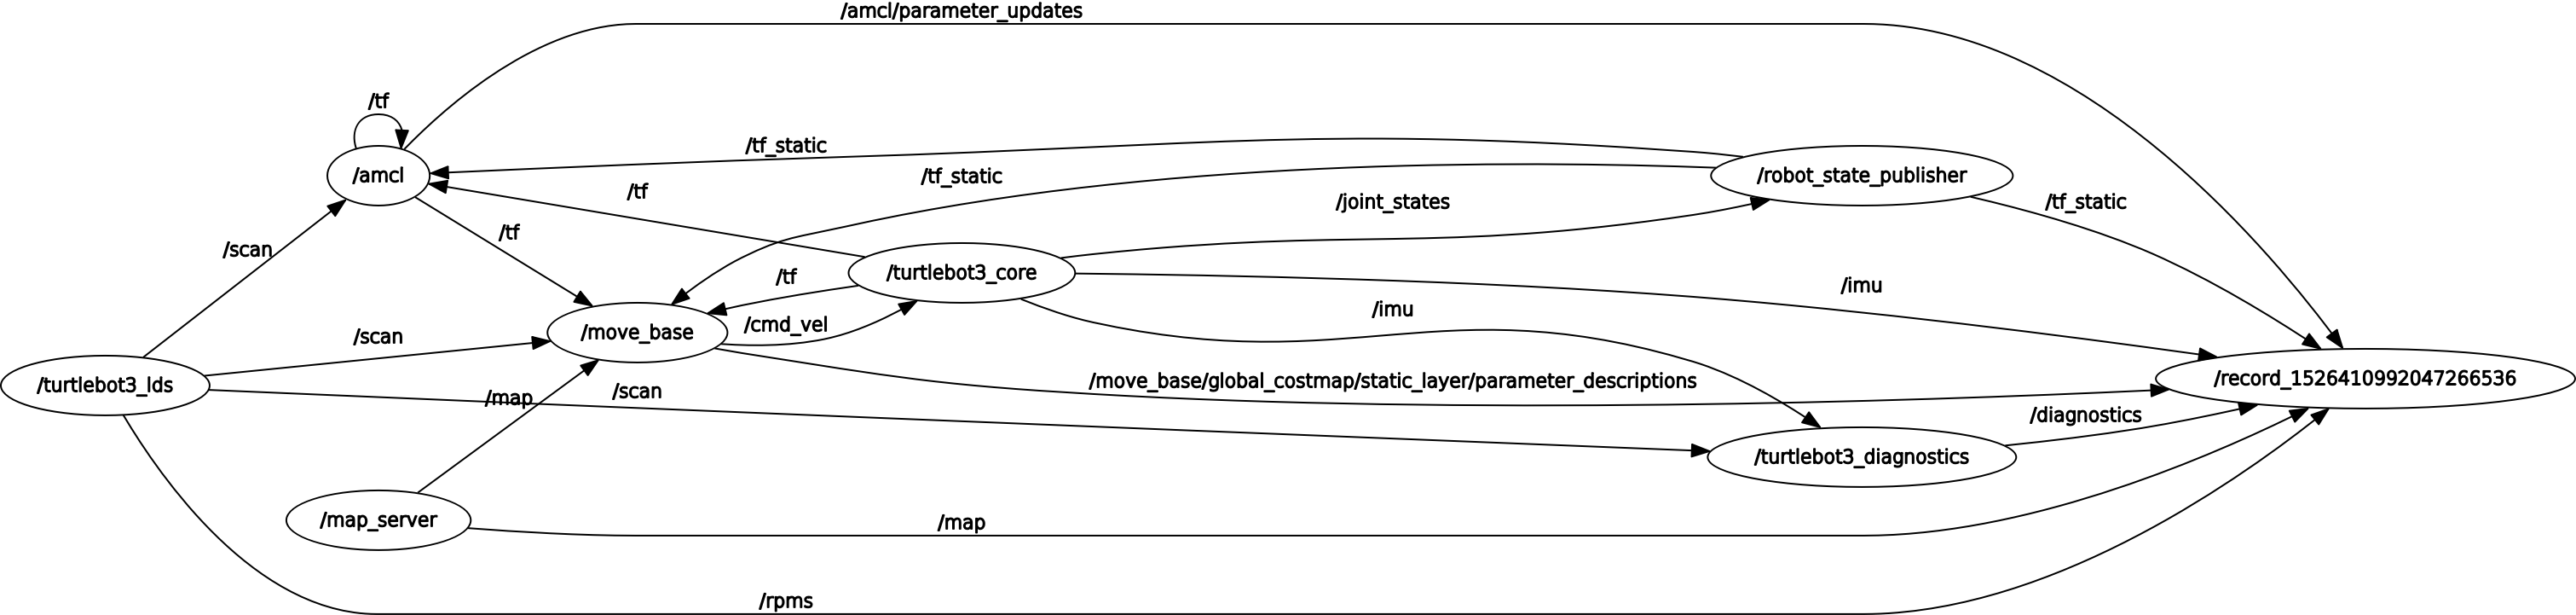 /amcl/parameter_updates
/tf
/tf_static
/amcl
/tf_static
/robot_state_publisher
/tf
/joint_states
/tf_static
/tf
/scan
/turtlebot3_core
/tf
/imu
/imu
/cmd_vel
/move_base
/scan
/turtlebot3_lds
/move_base/global_costmap/static_layer/parameter_descriptions
/record_1526410992047266536
/map
/scan
/diagnostics
/turtlebot3_diagnostics
/map_server
/map
/rpms